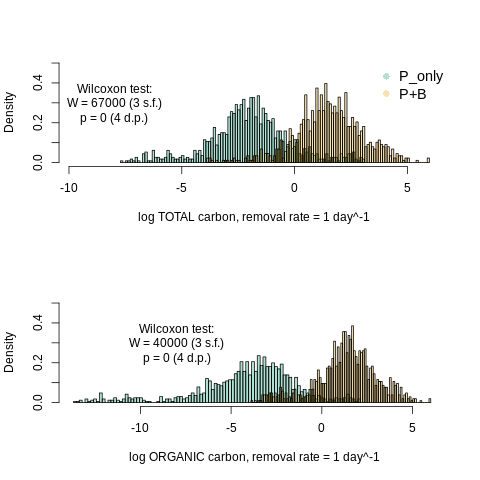 Density
0.0 0.2 0.4
Wilcoxon test:
W = 67000 (3 s.f.)
p = 0 (4 d.p.)
P_only
P+B
-10 -5 0 5
log TOTAL carbon, removal rate = 1 day^-1
Density
0.0 0.2 0.4
Wilcoxon test:
W = 40000 (3 s.f.)
p = 0 (4 d.p.)
-10 -5 0 5
log ORGANIC carbon, removal rate = 1 day^-1